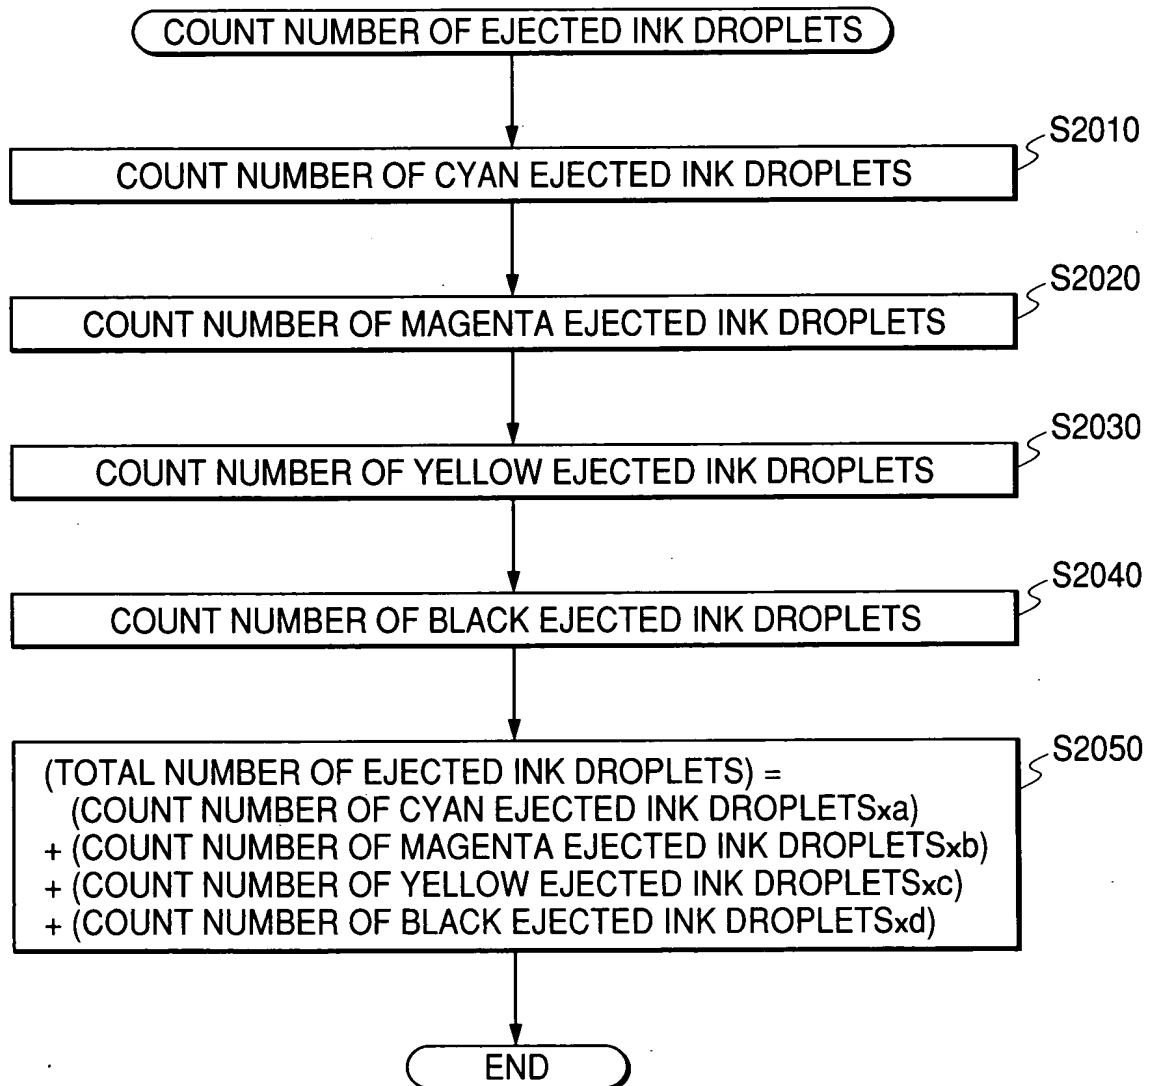 COUNT NUMBER OF EJECTED INK DROPLETS
S2010
COUNT NUMBER OF CYAN EJECTED INK DROPLETS
S2020
COUNT NUMBER OF MAGENTA EJECTED INK DROPLETS
S2030
COUNT NUMBER OF YELLOW EJECTED INK DROPLETS
S2040
COUNT NUMBER OF BLACK EJECTED INK DROPLETS
S2050
(TOTAL NUMBER OF EJECTED INK DROPLETS) =
(COUNT NUMBER OF CYAN EJECTED INK DROPLETSxa)
+ (COUNT NUMBER OF MAGENTA EJECTED INK DROPLETSxb)
+ (COUNT NUMBER OF YELLOW EJECTED INK DROPLETSxc)
+ (COUNT NUMBER OF BLACK EJECTED INK DROPLETSxd)
END